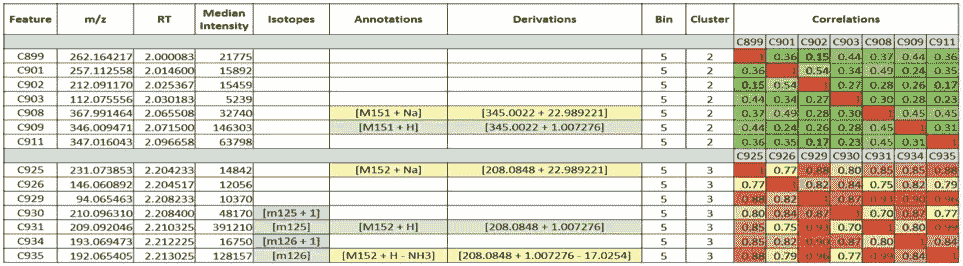 Feature m/z RT Median Intensity Isotopes Annotations Derivations Bin Cluster Correlations
C899 C901 C902 C903 C908 C909 C911
C899 262.164217 2.000083 21775 5 2 1 0.36 0.15 0.44 0.37 0.44 0.36
C901 257.112558 2.014600 15892 5 2 0.36 1 0.54 0.34 0.49 0.24 0.35
C902 212.091170 2.025367 15459 5 2 0.15 0.54 1 0.27 0.28 0.26 0.17
C903 112.075556 2.030183 5239 5 2 0.44 0.34 0.27 1 0.30 0.28 0.23
C908 367.991464 2.065508 32740 [M151 + Na] [345.0022 + 22.989221] 5 2 0.37 0.49 0.28 0.30 1 0.45 0.45
C909 346.009471 2.071500 146303 [M151 + H] [345.0022 + 1.007276] 5 2 0.44 0.24 0.26 0.28 0.45 1 0.31
C911 347.016043 2.096658 63798 5 2 0.36 0.35 0.17 0.23 0.45 0.31 1
C925 C926 C929 C930 C931 C934 C935
C925 231.073853 2.204233 14842 [M152 + Na] [208.0848 + 22.989221] 5 3 1 0.77 0.88 0.80 0.85 0.85 0.88
C926 146.060892 2.204517 12056 5 3 0.77 1 0.82 0.84 0.75 0.82 0.79
C929 94.065463 2.208233 10370 5 3 0.88 0.82 1 0.87 0.90 0.96
C930 210.096310 2.208400 48170 [m125 + 1] 5 3 0.80 0.84 0.87 1 0.70 0.87 0.77
C931 209.092046 2.210325 391210 [m125] [M152 + H] [208.0848 + 1.007276] 5 3 0.85 0.75 0.70 1 0.80 0.99
C934 193.069473 2.212225 16750 [m126 + 1] 5 3 0.85 0.82 0.90 0.87 0.80 1 0.84
C935 192.065405 2.213025 128157 [m126] [M152 + H - NH3] [208.0848 + 1.007276 - 17.0254] 5 3 0.88 0.79 0.96 0.77 0.99 0.84 1